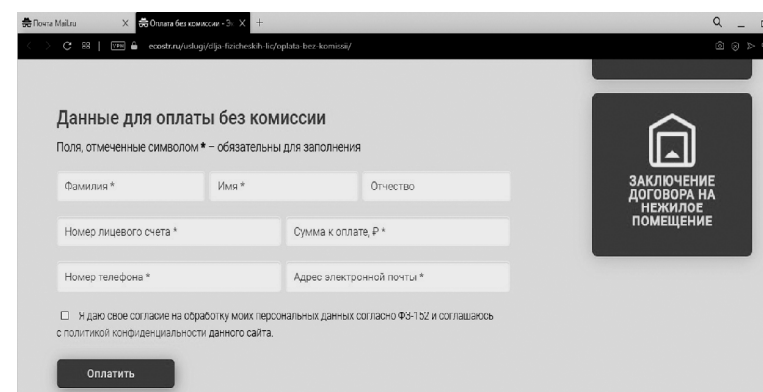 Почта Mail.ru
Оплата без комиссии - Э
VPN
ecostr.ru/uslugi/dlja-fizicheskih-lic/oplata-bez-komissii/
Данные для оплаты без комиссии
Поля, отмеченные символом * – обязательны для заполнения
Фамилия *
Имя *
Отчество
Номер лицевого счета *
Сумма к оплате, ₽ *
Номер телефона *
Адрес электронной почты *
Я даю свое согласие на обработку моих персональных данных согласно ФЗ-152 и соглашаюсь
с политикой конфиденциальности данного сайта.
Оплатить
ЗАКЛЮЧЕНИЕ
ДОГОВОРА НА
НЕЖИЛОЕ
ПОМЕЩЕНИЕ